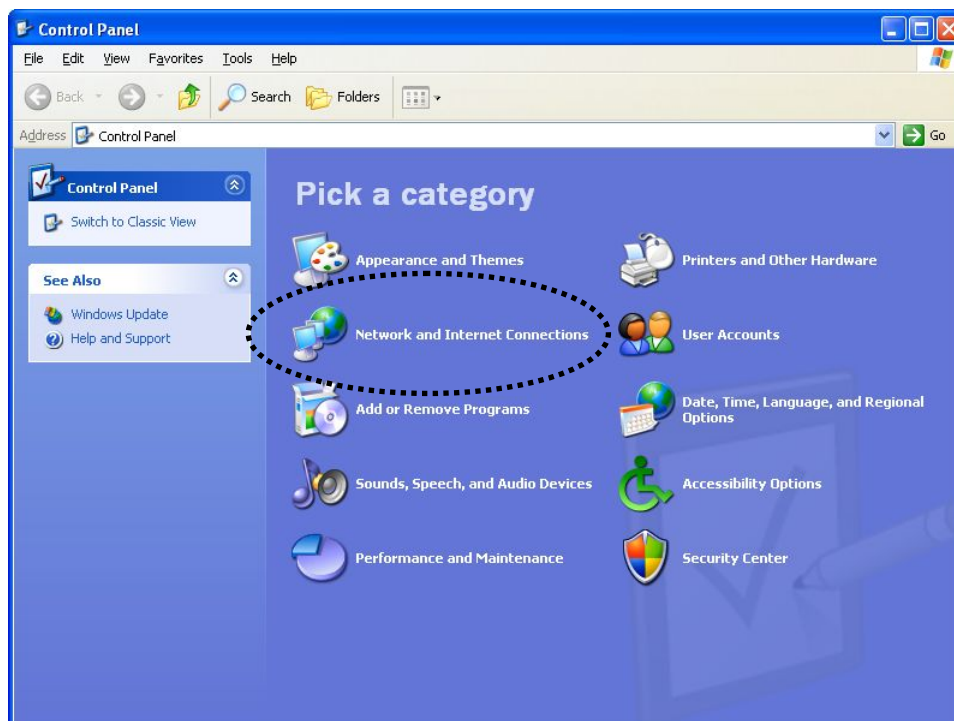 Control Panel
File Edit View Favorites Tools Help
Back Search Folders
Address Control Panel Go
Control Panel
Switch to Classic View
See Also
Windows Update
Help and Support
Pick a category
Appearance and Themes
Printers and Other Hardware
Network and Internet Connections
User Accounts
Add or Remove Programs
Date, Time, Language, and Regional
Options
Sounds, Speech, and Audio Devices
Accessibility Options
Performance and Maintenance
Security Center